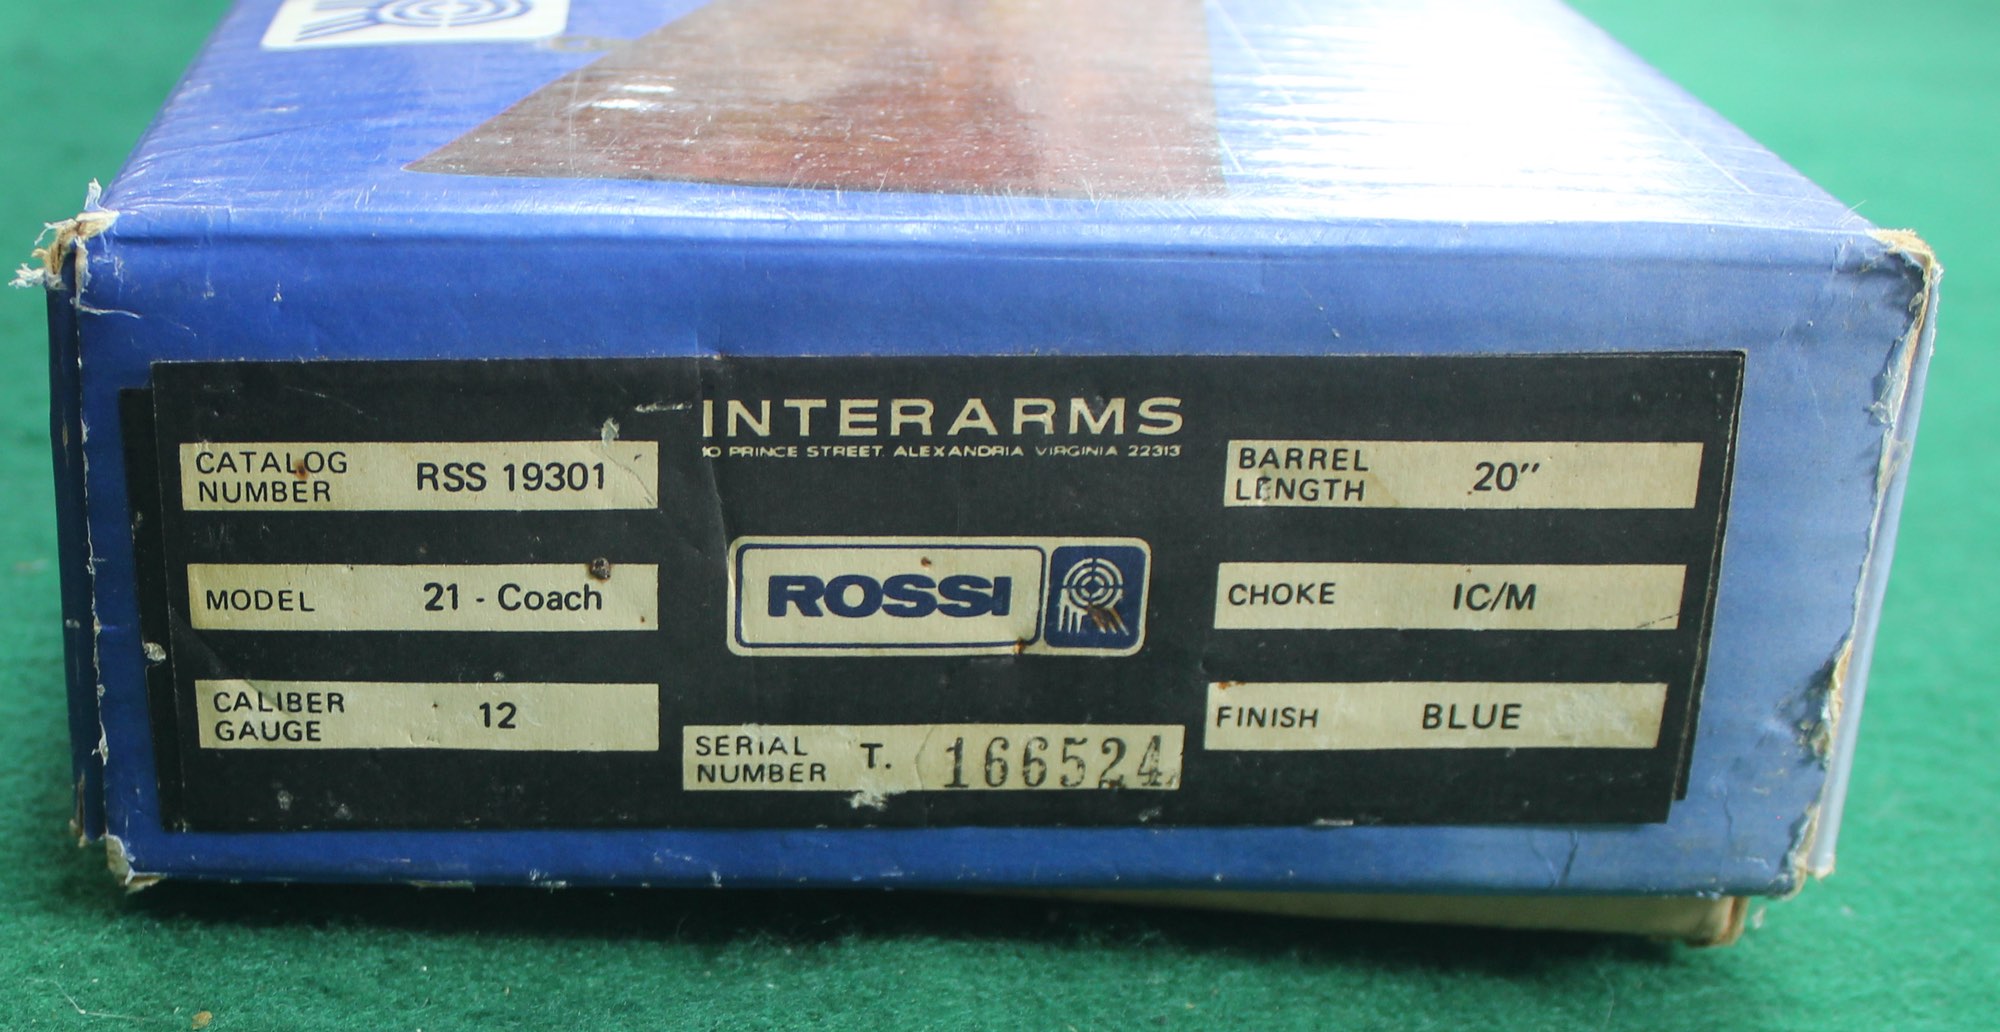 INTERARMS
10 PRINCE STREET. ALEXANDRIA VIRGINIA 22313
CATALOG
NUMBER
RSS 19301
MODEL
21 - Coach
CALIBER
GAUGE
12
ROSSI
SERIAL
NUMBER
T. 166524
BARREL
LENGTH
20"
CHOKE
IC/M
FINISH
BLUE